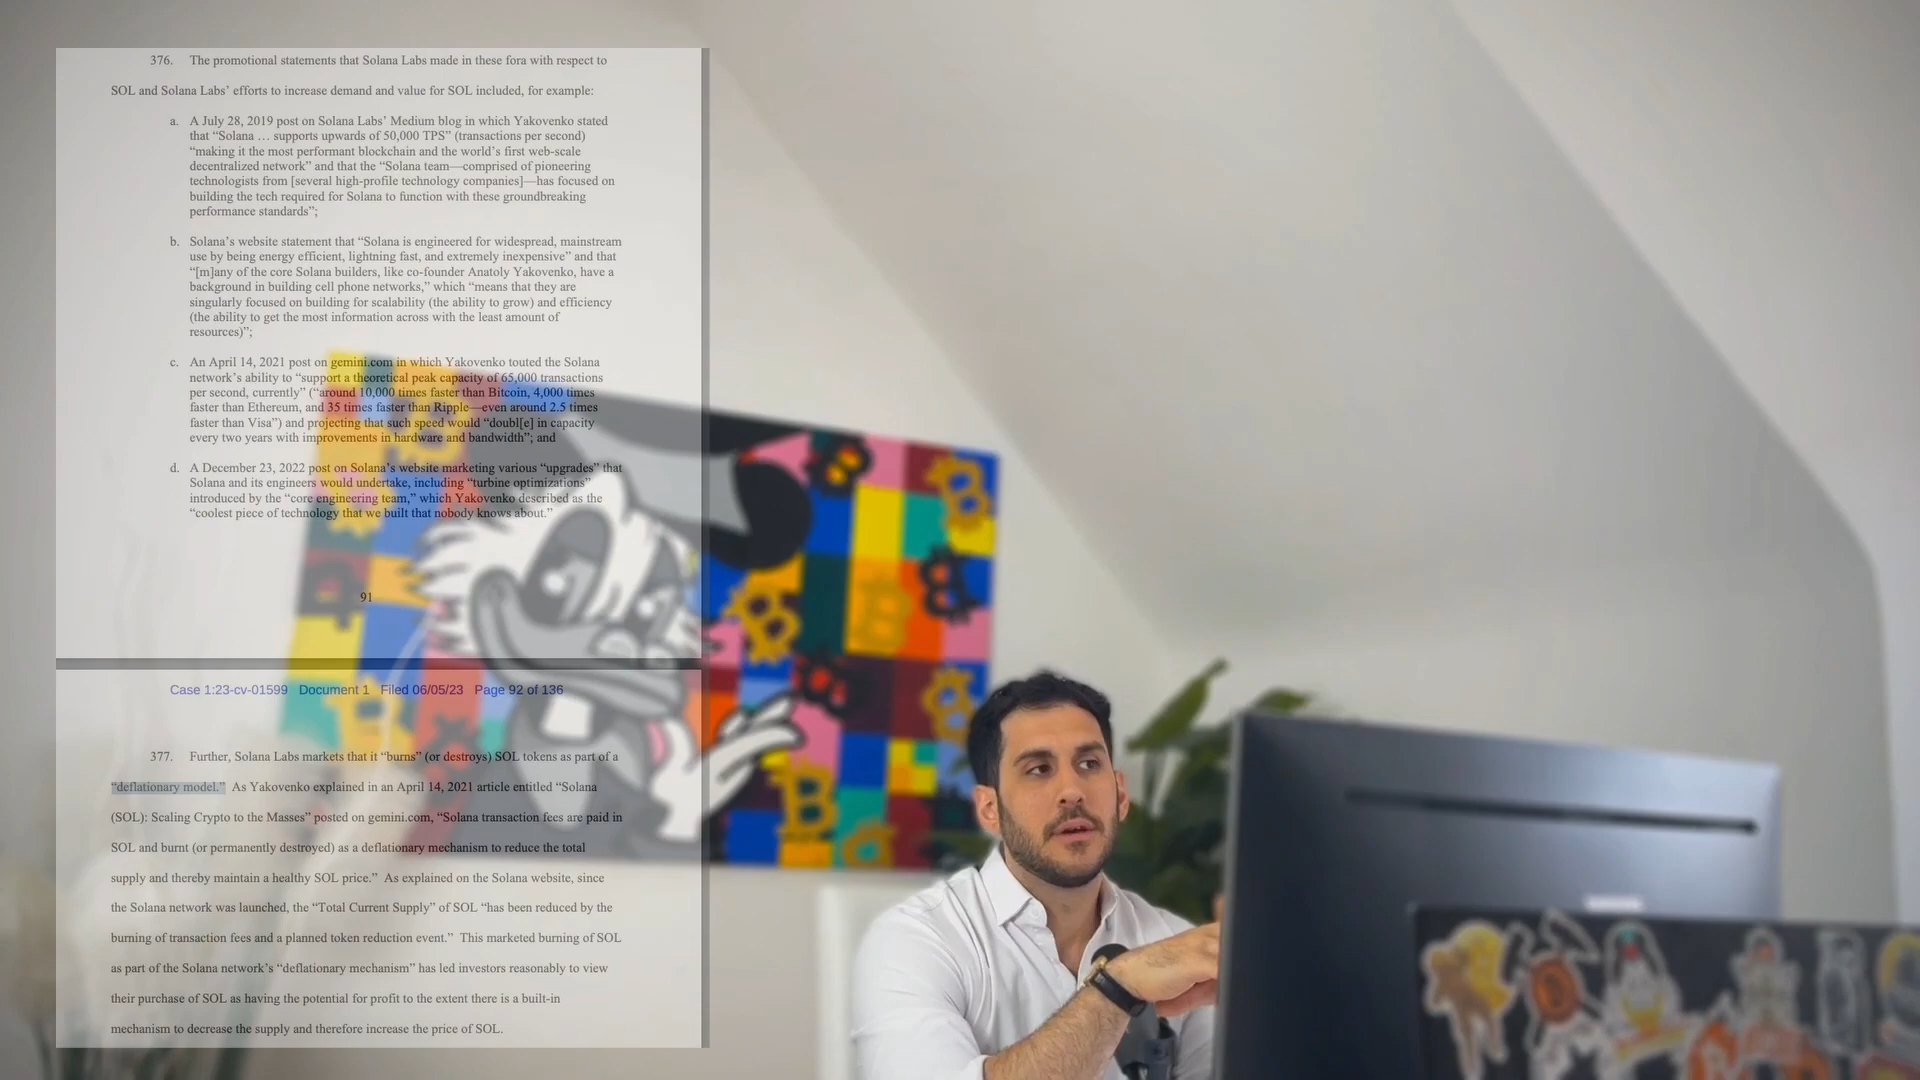 376. The promotional statements that Solana Labs made in these fora with respect to
SOL and Solana Labs’ efforts to increase demand and value for SOL included, for example:
a. A July 28, 2019 post on Solana Labs’ Medium blog in which Yakovenko stated
that “Solana … supports upwards of 50,000 TPS” (transactions per second)
“making it the most performant blockchain and the world’s first web-scale
decentralized network” and that the “Solana team—comprised of pioneering
technologists from [several high-profile technology companies]—has focused on
building the tech required for Solana to function with these groundbreaking
performance standards”;
b. Solana’s website statement that “Solana is engineered for widespread, mainstream
use by being energy efficient, lightning fast, and extremely inexpensive” and that
“[m]any of the core Solana builders, like co-founder Anatoly Yakovenko, have a
background in building cell phone networks,” which “means that they are
singularly focused on building for scalability (the ability to grow) and efficiency
(the ability to get the most information across with the least amount of
resources)”;
c. An April 14, 2021 post on gemini.com in which Yakovenko touted the Solana
network’s ability to “support a theoretical peak capacity of 65,000 transactions
per second, currently” (“around 10,000 times faster than Bitcoin, 4,000 times
faster than Ethereum, and 35 times faster than Ripple—even around 2.5 times
faster than Visa”) and projecting that such speed would “doubl[e] in capacity
every two years with improvements in hardware and bandwidth”; and
d. A December 23, 2022 post on Solana’s website marketing various “upgrades” that
Solana and its engineers would undertake, including “turbine optimizations”
introduced by the “core engineering team,” which Yakovenko described as the
“coolest piece of technology that we built that nobody knows about.”
91
Case 1:23-cv-01599 Document 1 Filed 06/05/23 Page 92 of 136
377. Further, Solana Labs markets that it “burns” (or destroys) SOL tokens as part of a
“deflationary model.” As Yakovenko explained in an April 14, 2021 article entitled “Solana
(SOL): Scaling Crypto to the Masses” posted on gemini.com, “Solana transaction fees are paid in
SOL and burnt (or permanently destroyed) as a deflationary mechanism to reduce the total
supply and thereby maintain a healthy SOL price.” As explained on the Solana website, since
the Solana network was launched, the “Total Current Supply” of SOL “has been reduced by the
burning of transaction fees and a planned token reduction event.” This marketed burning of SOL
as part of the Solana network’s “deflationary mechanism” has led investors reasonably to view
their purchase of SOL as having the potential for profit to the extent there is a built-in
mechanism to decrease the supply and therefore increase the price of SOL.